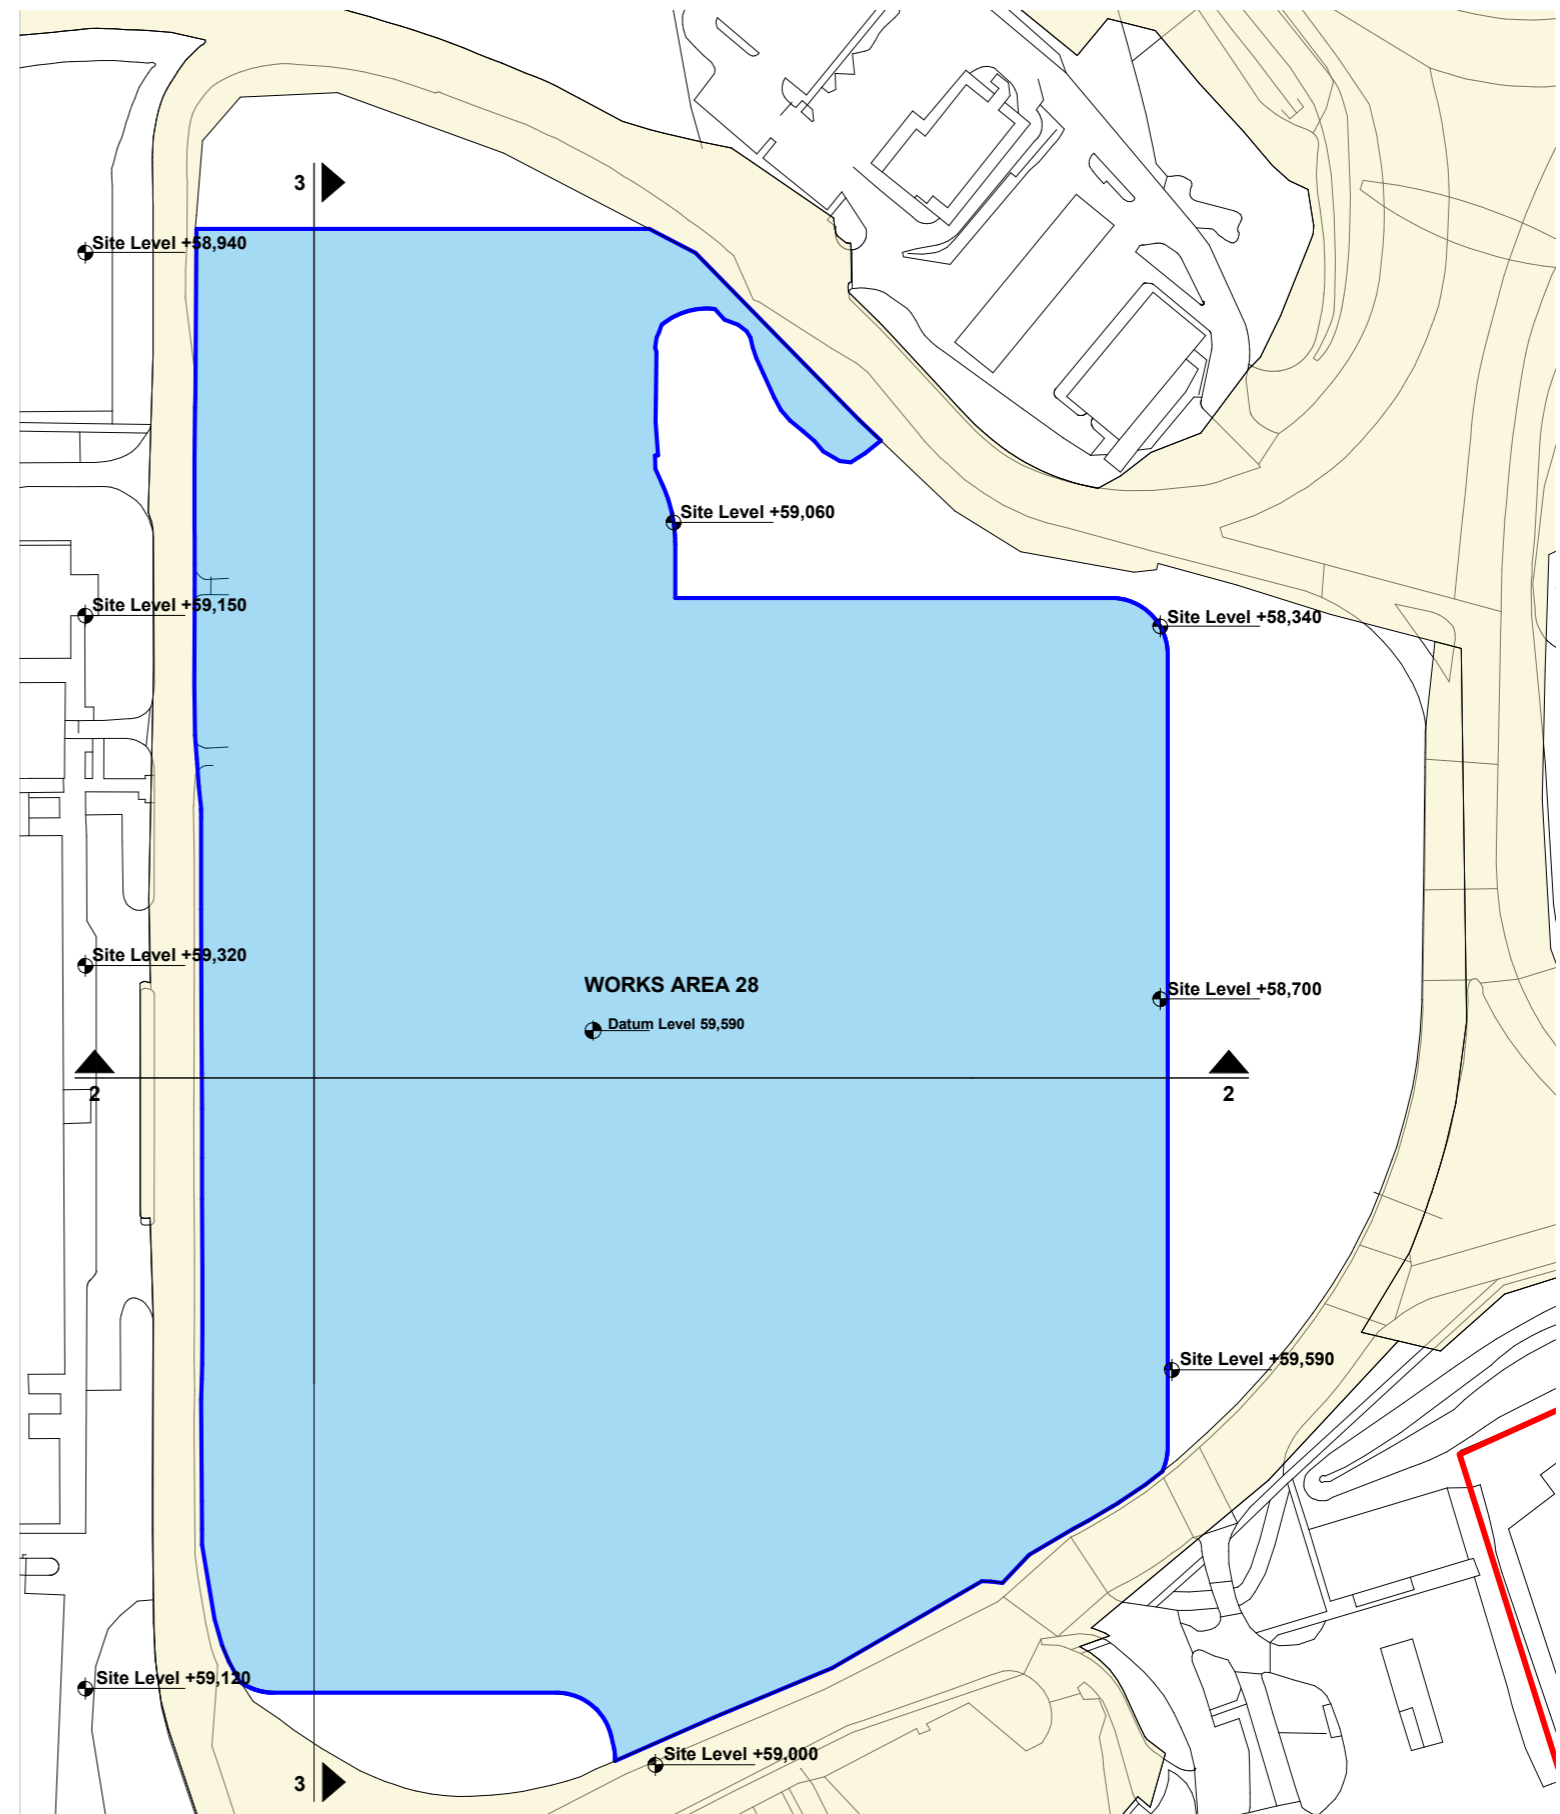 3
Site Level +58,940
Site Level +59,060
Site Level +59,150
Site Level +58,340
Site Level +59,320
WORKS AREA 28
Site Level +58,700
Datum Level 59,590
2
2
Site Level +59,590
Site Level +59,120
Site Level +59,000
3